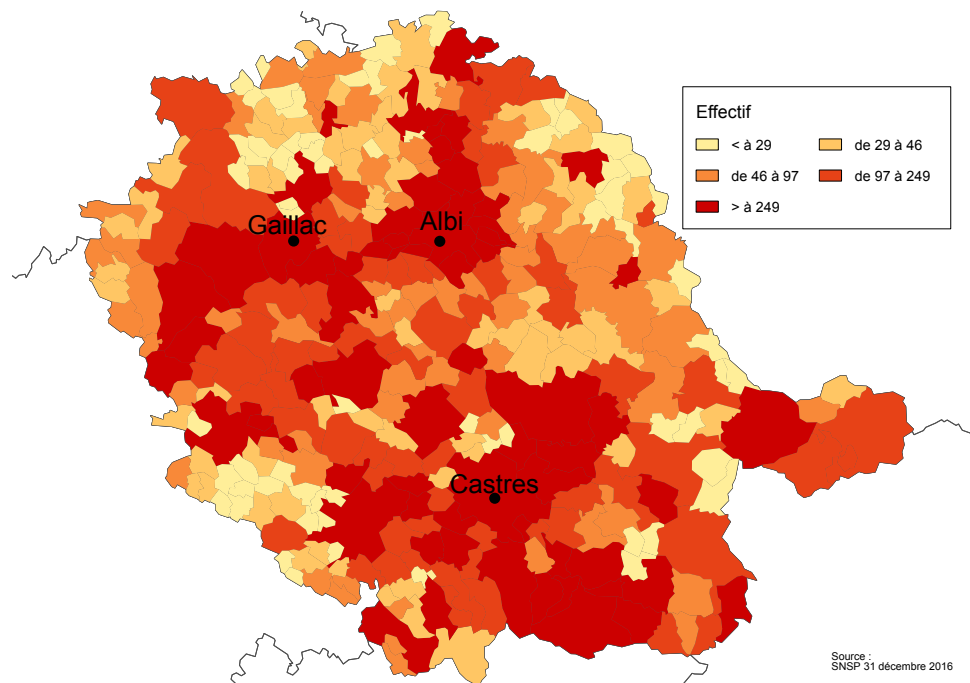 Effectif
< à 29
de 29 à 46
de 46 à 97
de 97 à 249
> à 249
Gaillac
Albi
Castres
Source :
SNSP 31 décembre 2016